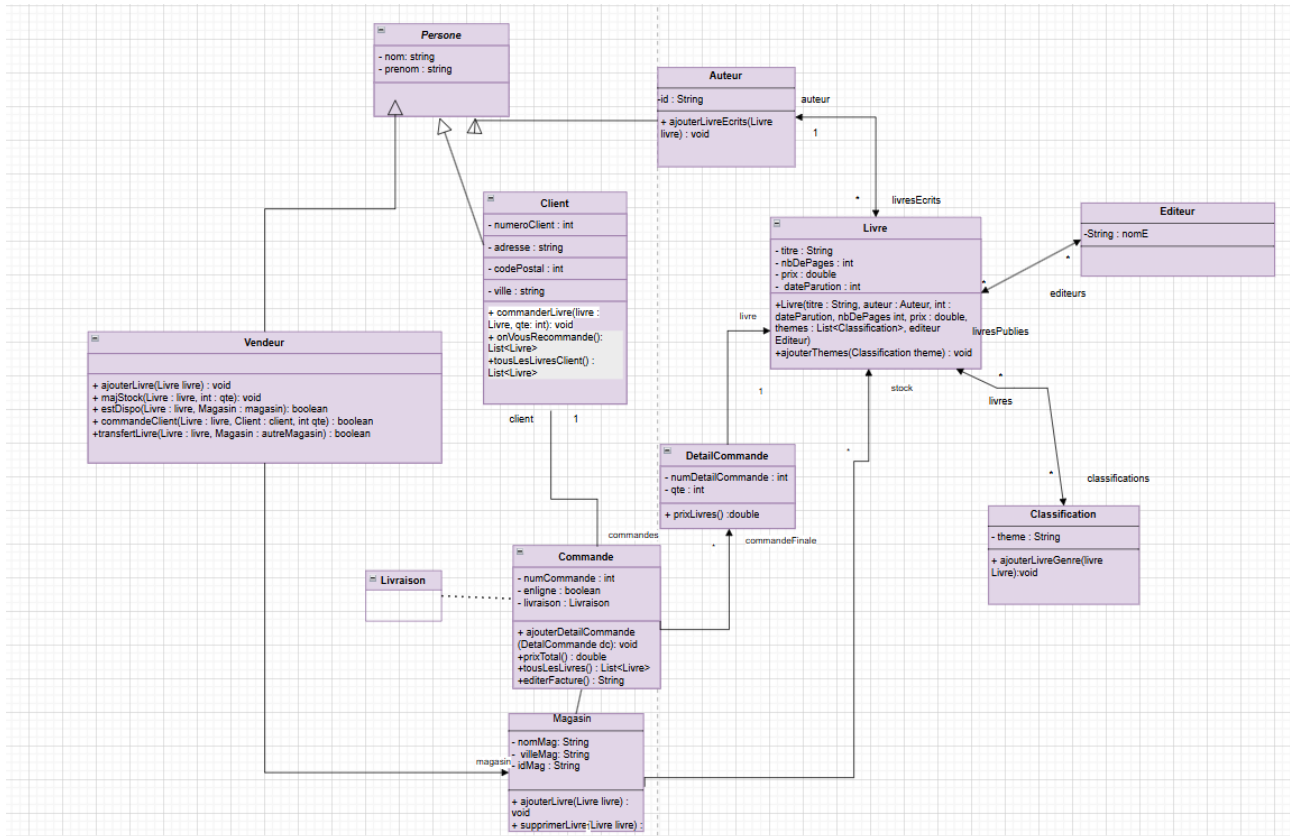 Persone
- nom: string
- prenom : string
Auteur
-id : String
+ ajouterLivreEcrits(Livre
livre) : void
auteur
1
*
livresEcrits
Client
- numeroClient : int
- adresse : string
- codePostal : int
- ville : string
+ commanderLivre(livre :
Livre, qte: int): void
+ onVousRecommande():
List<Livre>
+tousLesLivresClient() :
List<Livre>
Livre
- titre : String
- nbDePages : int
- prix : double
- dateParution : int
+Livre(titre : String, auteur : Auteur, int :
dateParution, nbDePages int, prix : double,
themes : List<Classification>, editeur
Editeur)
+ajouterThemes(Classification theme) : void
Editeur
-String : nomE
*
editeurs
*
livresPublies
Vendeur
+ ajouterLivre(Livre livre) : void
+ majStock(Livre : livre, int : qte): void
+ estDispo(Livre : livre, Magasin : magasin): boolean
+ commandeClient(Livre : livre, Client : client, int qte) : boolean
+transfertLivre(Livre : livre, Magasin : autreMagasin) : boolean
livre
1
stock
*
*
livres
*
classifications
client
1
DetailCommande
- numDetailCommande : int
- qte : int
+ prixLivres() :double
Classification
- theme : String
+ ajouterLivreGenre(livre
Livre):void
commandes
*
commandeFinale
Livraison
Commande
- numCommande : int
- enligne : boolean
- livraison : Livraison
+ ajouterDetailCommande
(DetalCommande dc): void
+prixTotal() : double
+tousLesLivres() : List<Livre>
+editerFacture() : String
Magasin
- nomMag: String
- villeMag: String
- idMag : String
magasin
+ ajouterLivre(Livre livre) :
void
+ supprimerLivre(Livre livre) :